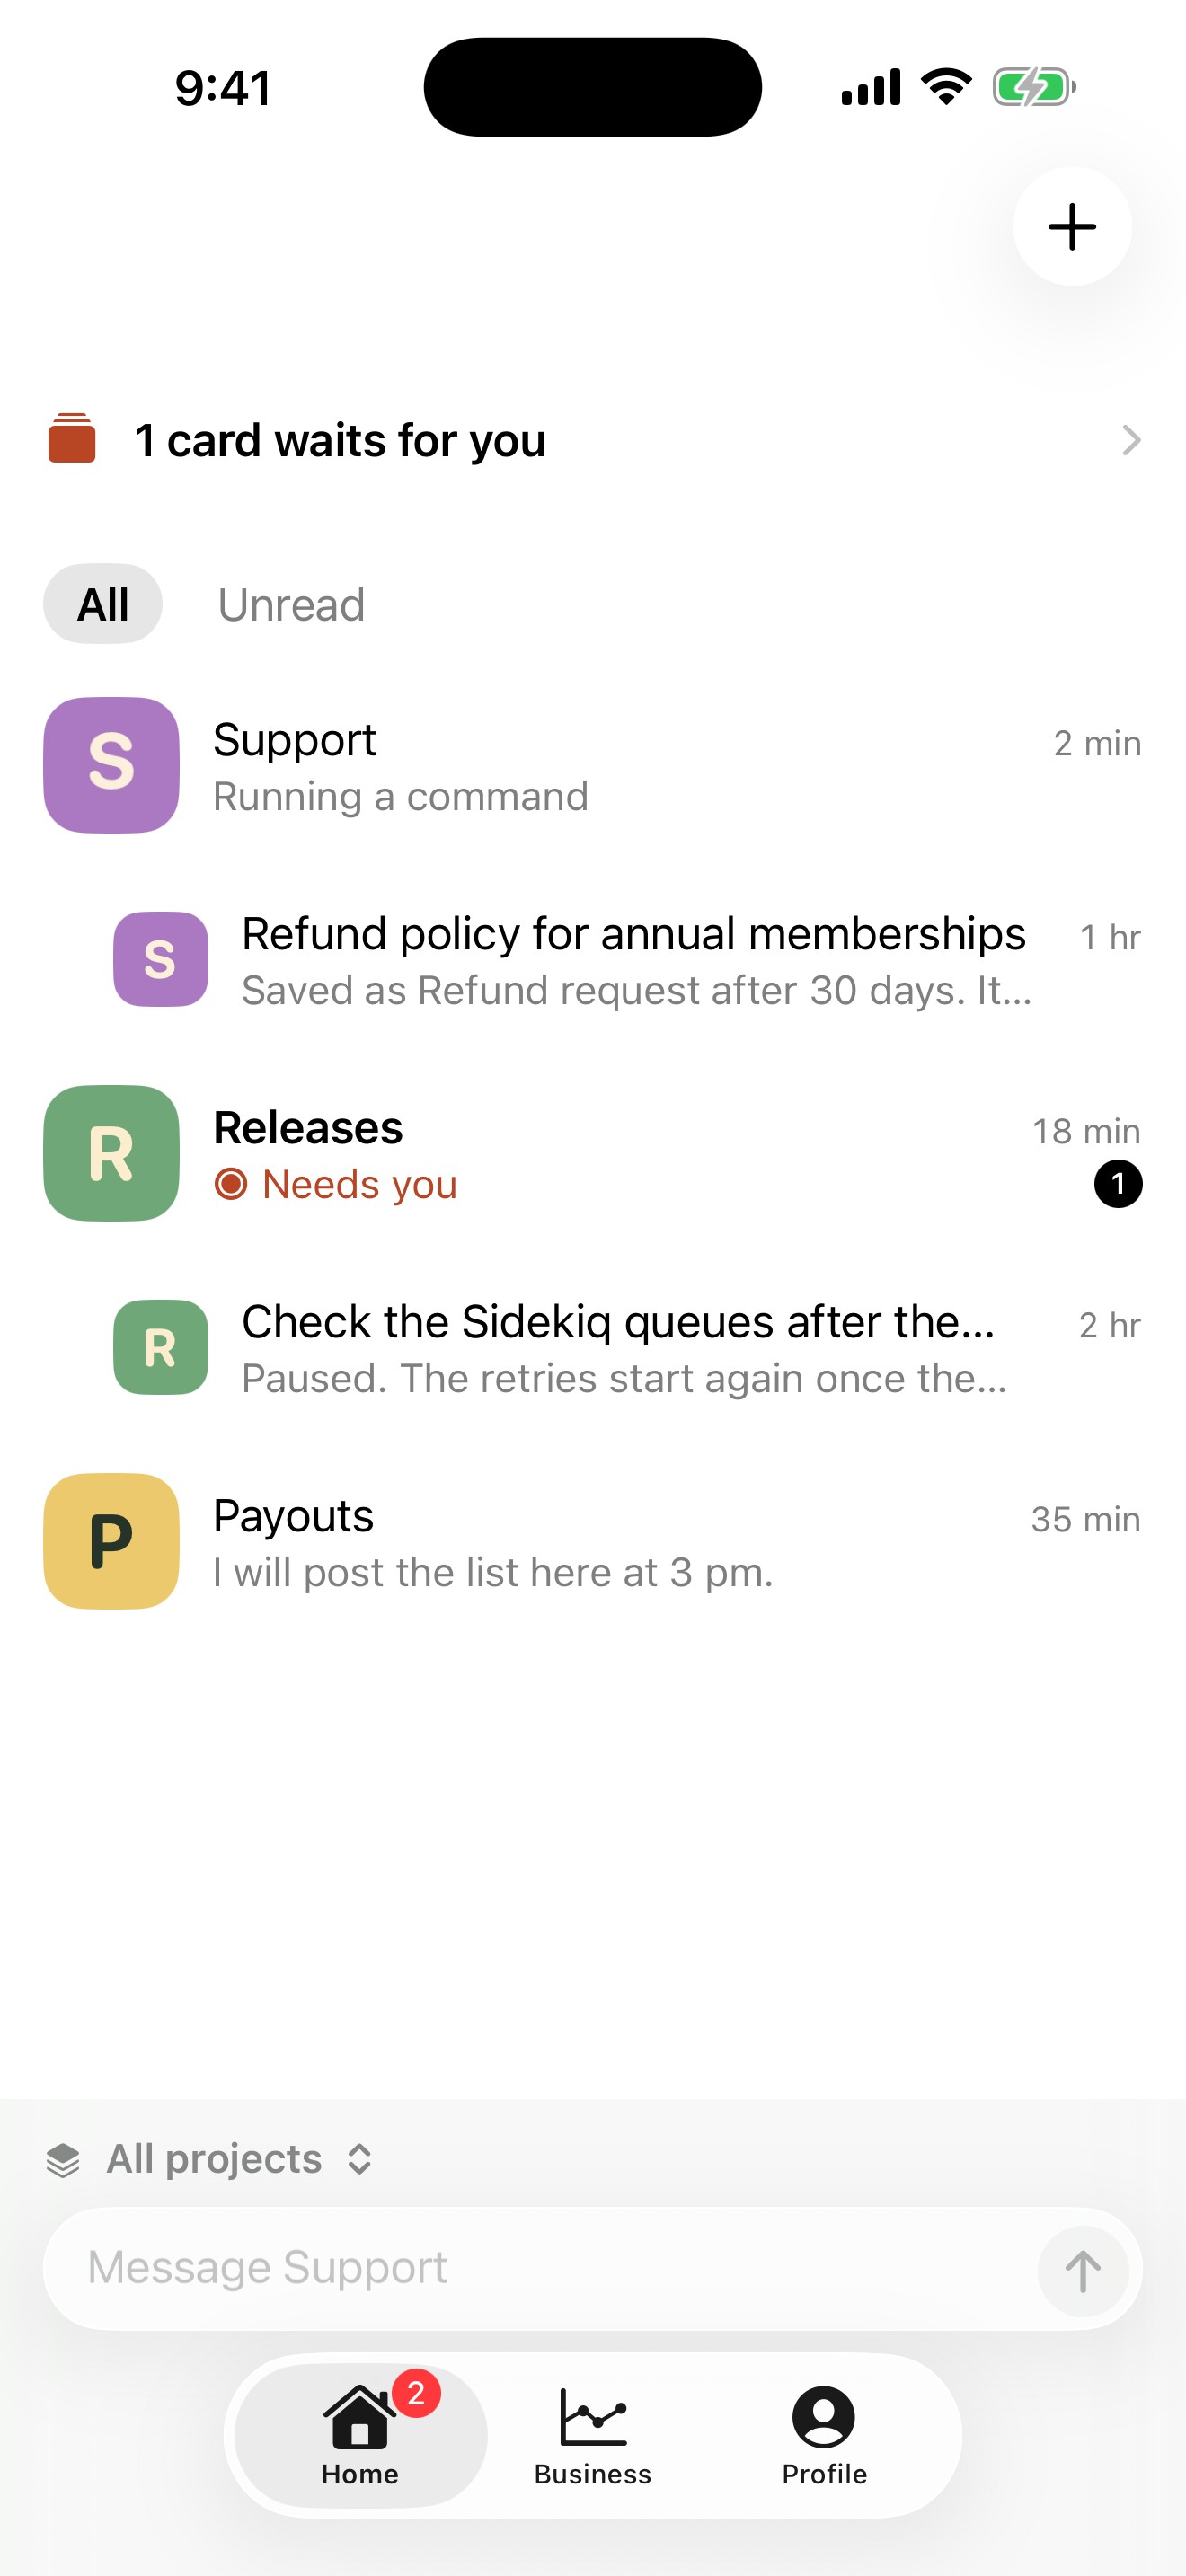 9:41
1 card waits for you
All
Unread
S
Support
2 min
Running a command
S
Refund policy for annual memberships
1 hr
Saved as Refund request after 30 days. It...
R
Releases
18 min
Needs you
1
R
Check the Sidekiq queues after the...
2 hr
Paused. The retries start again once the...
P
Payouts
35 min
I will post the list here at 3 pm.
All projects
Message Support
2
Home
Business
Profile